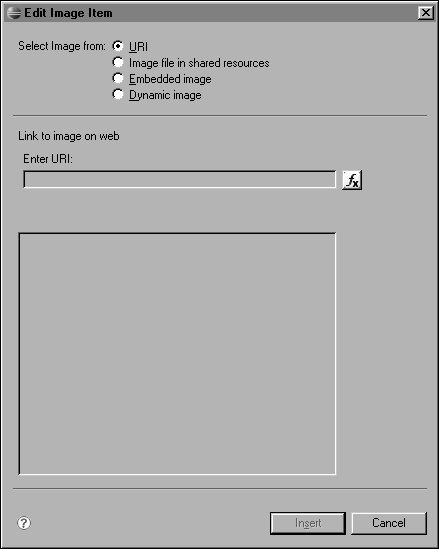 Edit Image Item
Select Image from: URI
Image file in shared resources
Embedded image
Dynamic image
Link to image on web
Enter URI:
fx
?
Insert Cancel